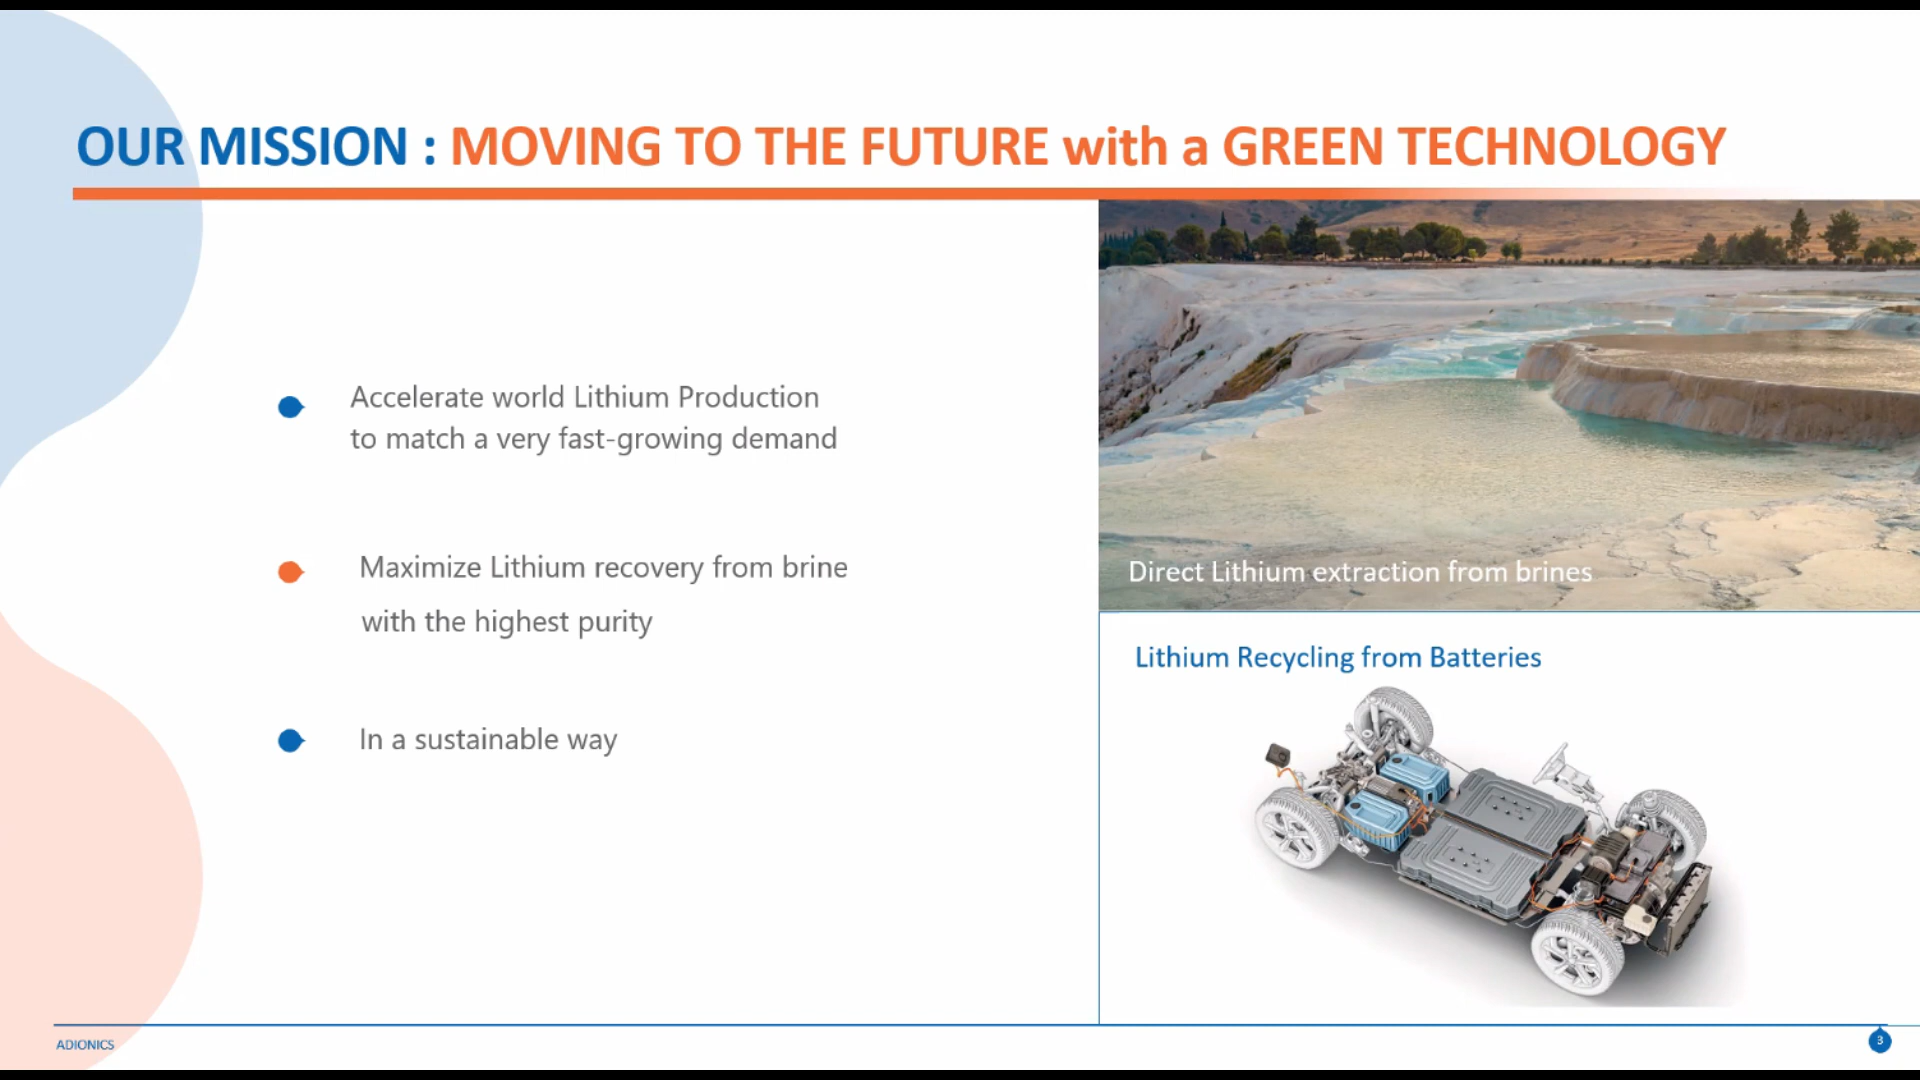 OUR MISSION : MOVING TO THE FUTURE with a GREEN TECHNOLOGY
Accelerate world Lithium Production
to match a very fast-growing demand
Maximize Lithium recovery from brine
with the highest purity
In a sustainable way
Direct Lithium extraction from brines
Lithium Recycling from Batteries
ADIONICS
3